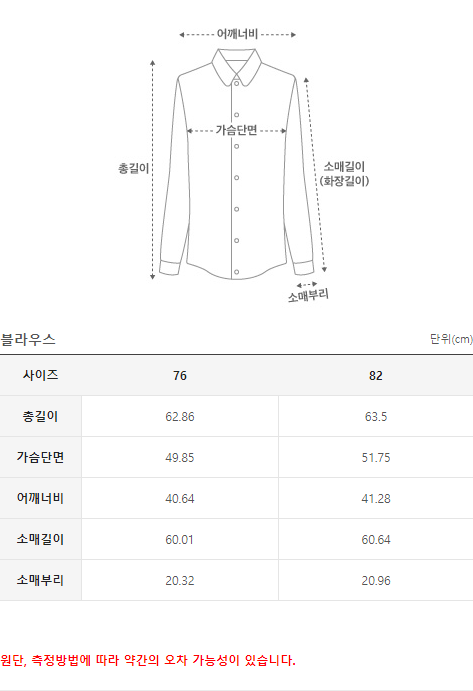 어깨너비
가슴단면
총길이
소매길이
(화장길이)
소매부리
블라우스 단위(cm)
사이즈 76 82
총길이 62.86 63.5
가슴단면 49.85 51.75
어깨너비 40.64 41.28
소매길이 60.01 60.64
소매부리 20.32 20.96
원단, 측정방법에 따라 약간의 오차 가능성이 있습니다.